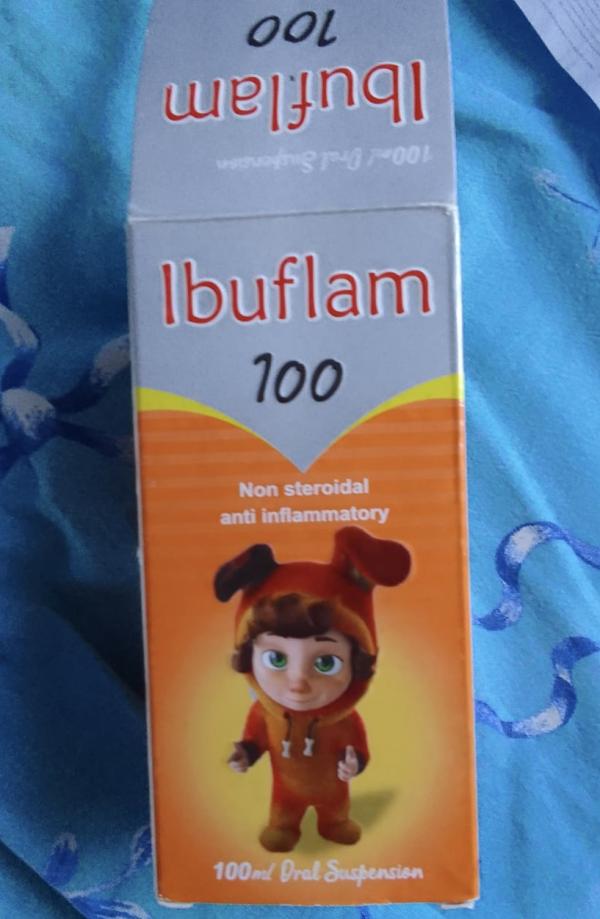 100
Ibuflam
100ml Oral Suspension
Ibuflam
100
Non steroidal
anti inflammatory
100ml Oral Suspension